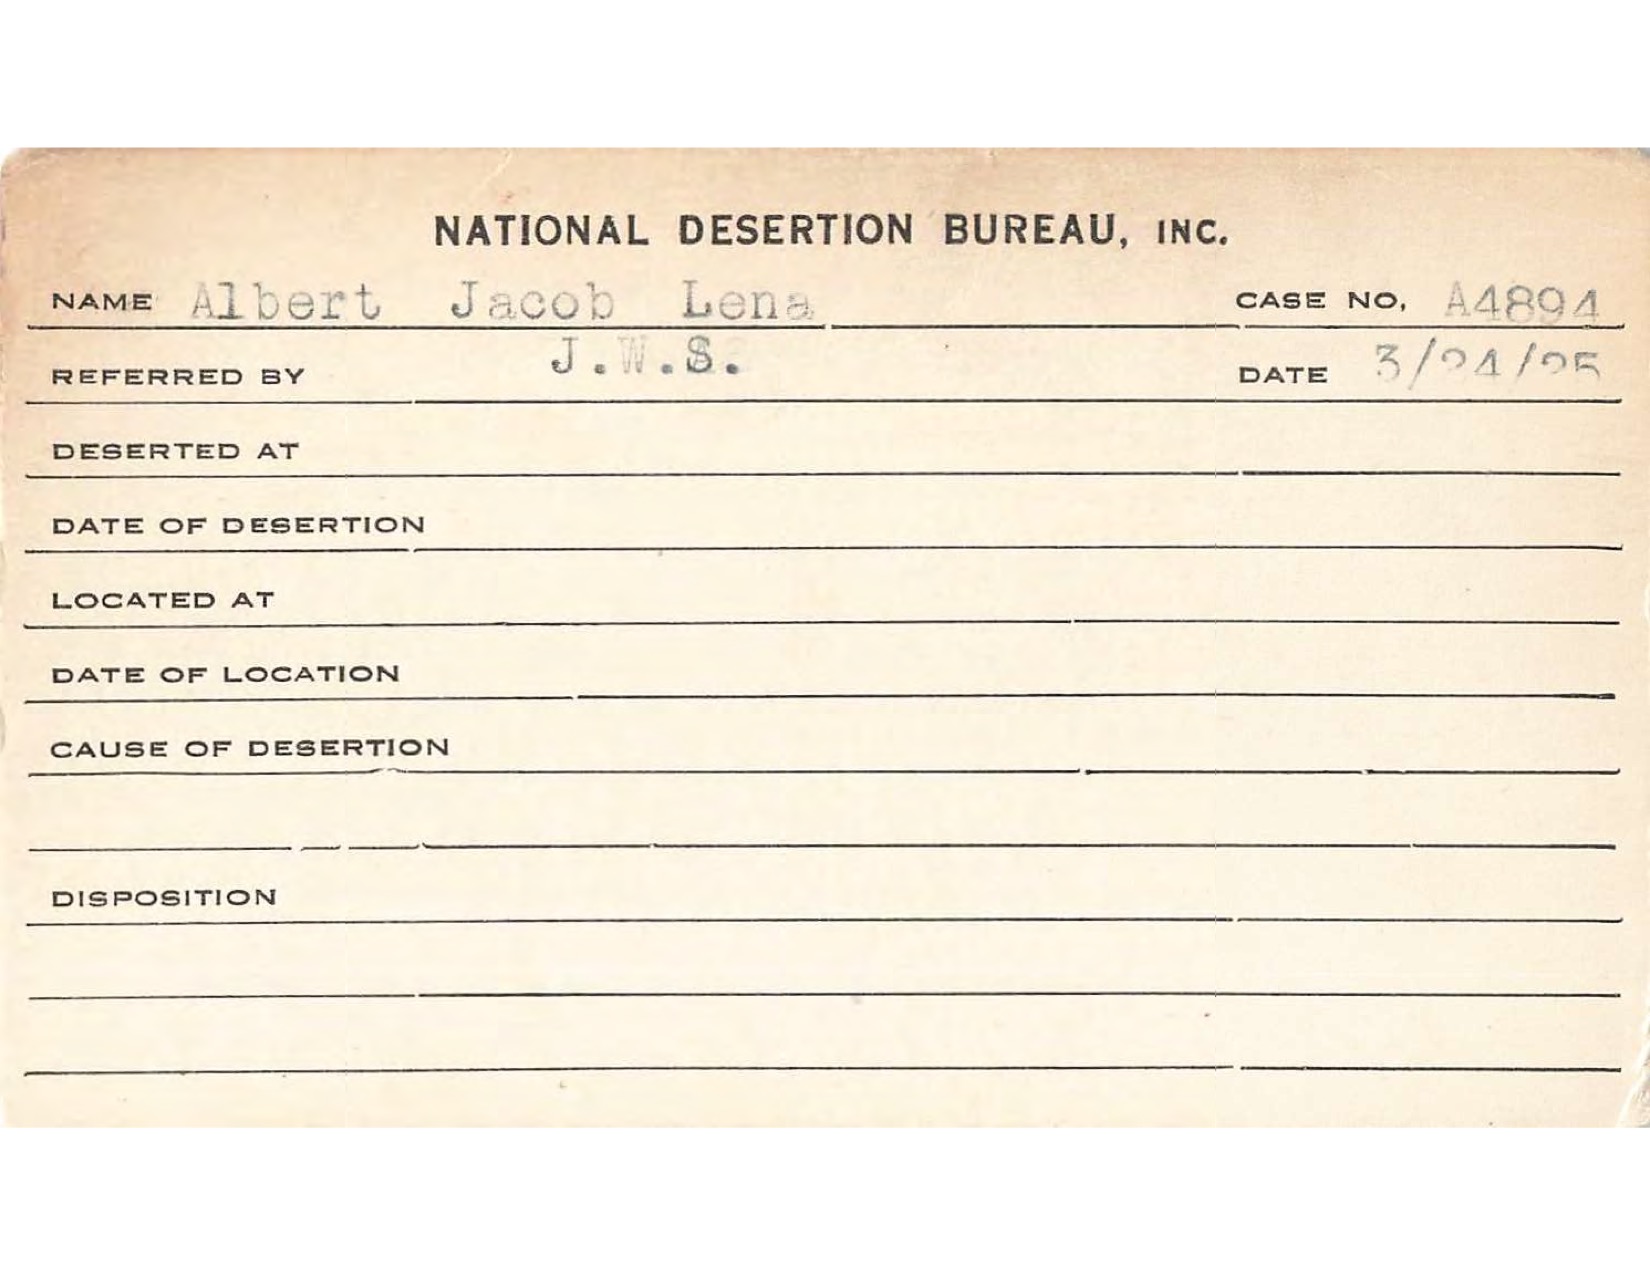 NATIONAL DESERTION BUREAU, INC.
NAME Albert Jacob Lena CASE NO, A4894
REFERRED BY J.W.S. DATE 3/24/25
DESERTED AT
DATE OF DESERTION
LOCATED AT
DATE OF LOCATION
CAUSE OF DESERTION
DISPOSITION